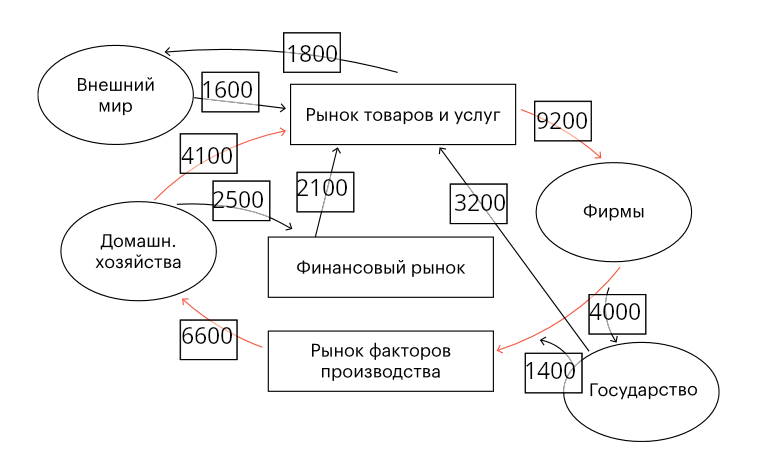 1800
Внешний
мир
1600
Рынок товаров и услуг
9200
4100
2500
2100
3200
Фирмы
Домашн.
хозяйства
Финансовый рынок
4000
6600
Рынок факторов
производства
1400
Государство